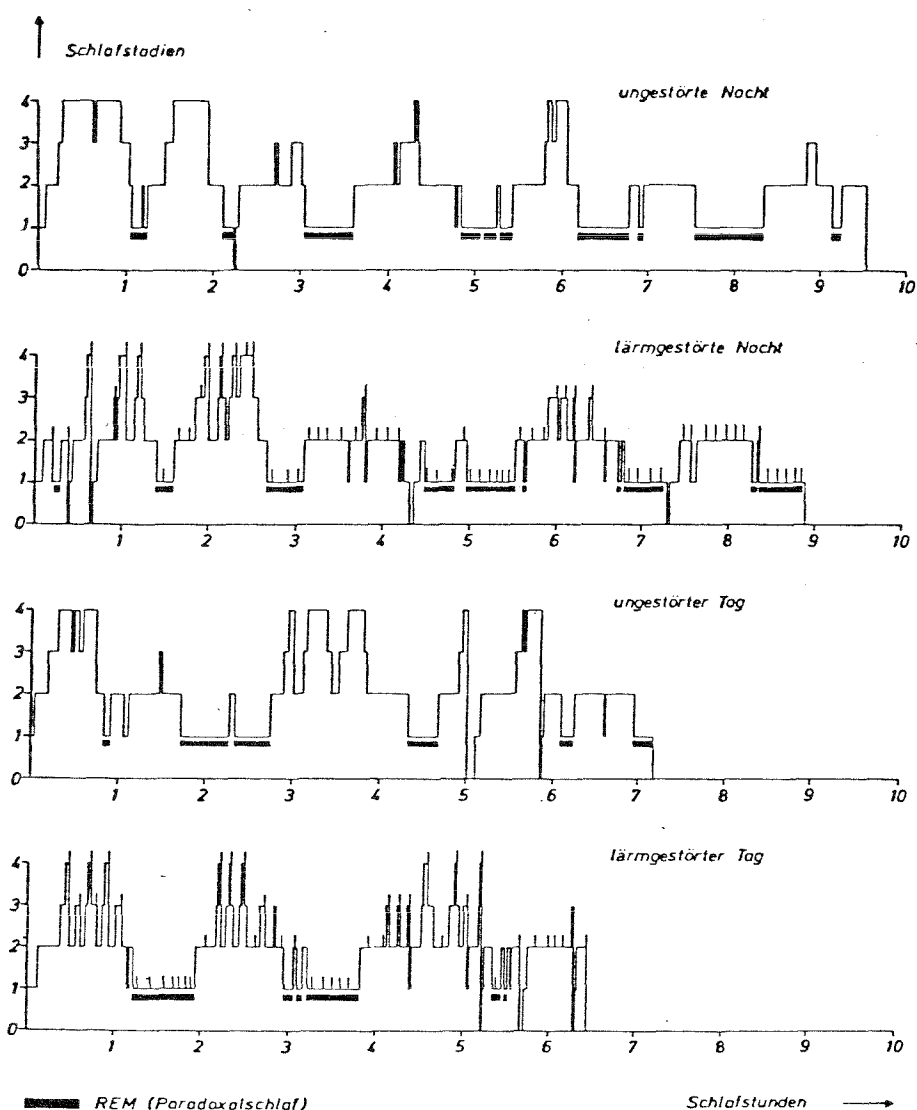 Schlafstadien
ungestörte Nacht
4
3
2
1
0
1 2 3 4 5 6 7 8 9 10
lärmgestörte Nacht
4
3
2
1
0
1 2 3 4 5 6 7 8 9 10
ungestörter Tag
4
3
2
1
0
1 2 3 4 5 6 7 8 9 10
lärmgestörter Tag
4
3
2
1
0
1 2 3 4 5 6 7 8 9 10
REM (Paradoxalschlaf) Schlafstunden